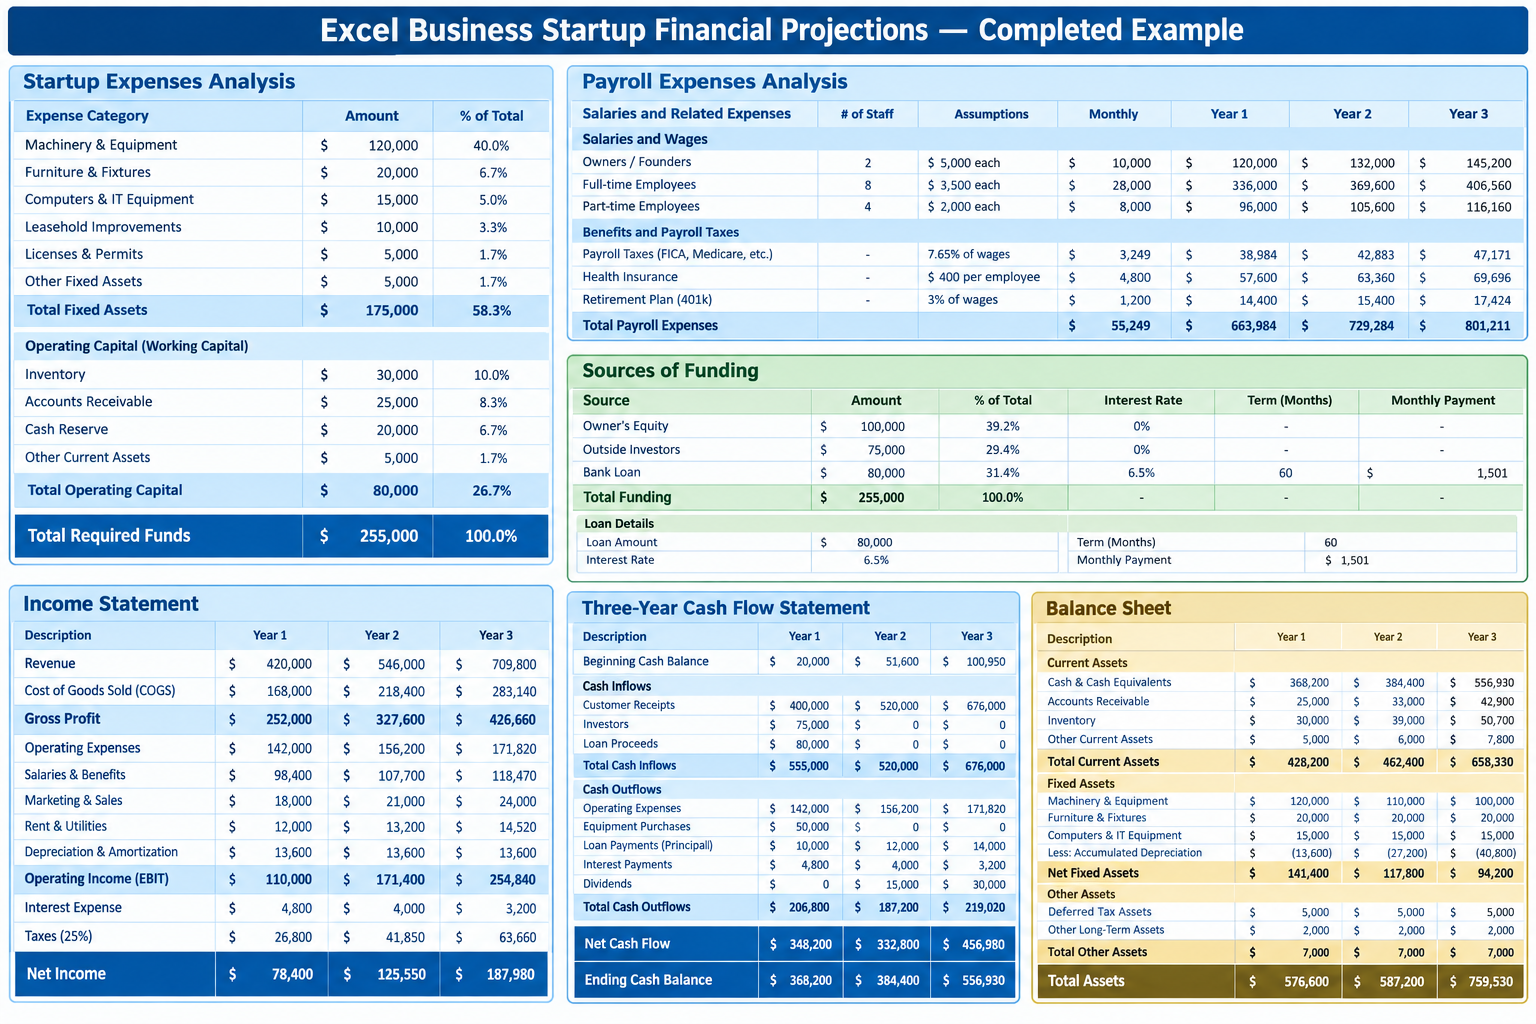 Excel Business Startup Financial Projections — Completed Example
Startup Expenses Analysis
Expense Category Amount % of Total
Machinery & Equipment $ 120,000 40.0%
Furniture & Fixtures $ 20,000 6.7%
Computers & IT Equipment $ 15,000 5.0%
Leasehold Improvements $ 10,000 3.3%
Licenses & Permits $ 5,000 1.7%
Other Fixed Assets $ 5,000 1.7%
Total Fixed Assets $ 175,000 58.3%
Operating Capital (Working Capital)
Inventory $ 30,000 10.0%
Accounts Receivable $ 25,000 8.3%
Cash Reserve $ 20,000 6.7%
Other Current Assets $ 5,000 1.7%
Total Operating Capital $ 80,000 26.7%
Total Required Funds $ 255,000 100.0%
Payroll Expenses Analysis
Salaries and Related Expenses # of Staff Assumptions Monthly Year 1 Year 2 Year 3
Salaries and Wages
Owners / Founders 2 $ 5,000 each $ 10,000 $ 120,000 $ 132,000 $ 145,200
Full-time Employees 8 $ 3,500 each $ 28,000 $ 336,000 $ 369,600 $ 406,560
Part-time Employees 4 $ 2,000 each $ 8,000 $ 96,000 $ 105,600 $ 116,160
Benefits and Payroll Taxes
Payroll Taxes (FICA, Medicare, etc.) - 7.65% of wages $ 3,249 $ 38,984 $ 42,883 $ 47,171
Health Insurance - $ 400 per employee $ 4,800 $ 57,600 $ 63,360 $ 69,696
Retirement Plan (401k) - 3% of wages $ 1,200 $ 14,400 $ 15,400 $ 17,424
Total Payroll Expenses $ 55,249 $ 663,984 $ 729,284 $ 801,211
Sources of Funding
Source Amount % of Total Interest Rate Term (Months) Monthly Payment
Owner's Equity $ 100,000 39.2% 0% - -
Outside Investors $ 75,000 29.4% 0% - -
Bank Loan $ 80,000 31.4% 6.5% 60 $ 1,501
Total Funding $ 255,000 100.0% - - -
Loan Details
Loan Amount $ 80,000 Term (Months) 60
Interest Rate 6.5% Monthly Payment $ 1,501
Income Statement
Description Year 1 Year 2 Year 3
Revenue $ 420,000 $ 546,000 $ 709,800
Cost of Goods Sold (COGS) $ 168,000 $ 218,400 $ 283,140
Gross Profit $ 252,000 $ 327,600 $ 426,660
Operating Expenses $ 142,000 $ 156,200 $ 171,820
Salaries & Benefits $ 98,400 $ 107,700 $ 118,470
Marketing & Sales $ 18,000 $ 21,000 $ 24,000
Rent & Utilities $ 12,000 $ 13,200 $ 14,520
Depreciation & Amortization $ 13,600 $ 13,600 $ 13,600
Operating Income (EBIT) $ 110,000 $ 171,400 $ 254,840
Interest Expense $ 4,800 $ 4,000 $ 3,200
Taxes (25%) $ 26,800 $ 41,850 $ 63,660
Net Income $ 78,400 $ 125,550 $ 187,980
Three-Year Cash Flow Statement
Description Year 1 Year 2 Year 3
Beginning Cash Balance $ 20,000 $ 51,600 $ 100,950
Cash Inflows
Customer Receipts $ 400,000 $ 520,000 $ 676,000
Investors $ 75,000 $ 0 $ 0
Loan Proceeds $ 80,000 $ 0 $ 0
Total Cash Inflows $ 555,000 $ 520,000 $ 676,000
Cash Outflows
Operating Expenses $ 142,000 $ 156,200 $ 171,820
Equipment Purchases $ 50,000 $ 0 $ 0
Loan Payments (Principall) $ 10,000 $ 12,000 $ 14,000
Interest Payments $ 4,800 $ 4,000 $ 3,200
Dividends $ 0 $ 15,000 $ 30,000
Total Cash Outflows $ 206,800 $ 187,200 $ 219,020
Net Cash Flow $ 348,200 $ 332,800 $ 456,980
Ending Cash Balance $ 368,200 $ 384,400 $ 556,930
Balance Sheet
Description Year 1 Year 2 Year 3
Current Assets
Cash & Cash Equivalents $ 368,200 $ 384,400 $ 556,930
Accounts Receivable $ 25,000 $ 33,000 $ 42,900
Inventory $ 30,000 $ 39,000 $ 50,700
Other Current Assets $ 5,000 $ 6,000 $ 7,800
Total Current Assets $ 428,200 $ 462,400 $ 658,330
Fixed Assets
Machinery & Equipment $ 120,000 $ 110,000 $ 100,000
Furniture & Fixtures $ 20,000 $ 20,000 $ 20,000
Computers & IT Equipment $ 15,000 $ 15,000 $ 15,000
Less: Accumulated Depreciation $ (13,600) $ (27,200) $ (40,800)
Net Fixed Assets $ 141,400 $ 117,800 $ 94,200
Other Assets
Deferred Tax Assets $ 5,000 $ 5,000 $ 5,000
Other Long-Term Assets $ 2,000 $ 2,000 $ 2,000
Total Other Assets $ 7,000 $ 7,000 $ 7,000
Total Assets $ 576,600 $ 587,200 $ 759,530